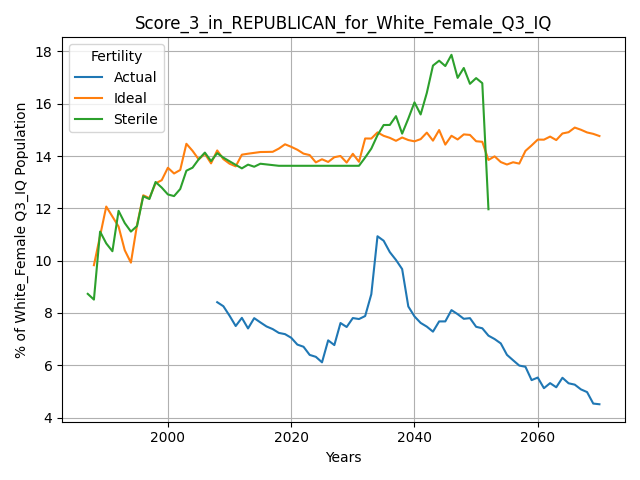 Score_3_in_REPUBLICAN_for_White_Female_Q3_IQ
% of White_Female Q3_IQ Population
18
16
14
12
10
8
6
4
Fertility
Actual
Ideal
Sterile
2000
2020
2040
2060
Years